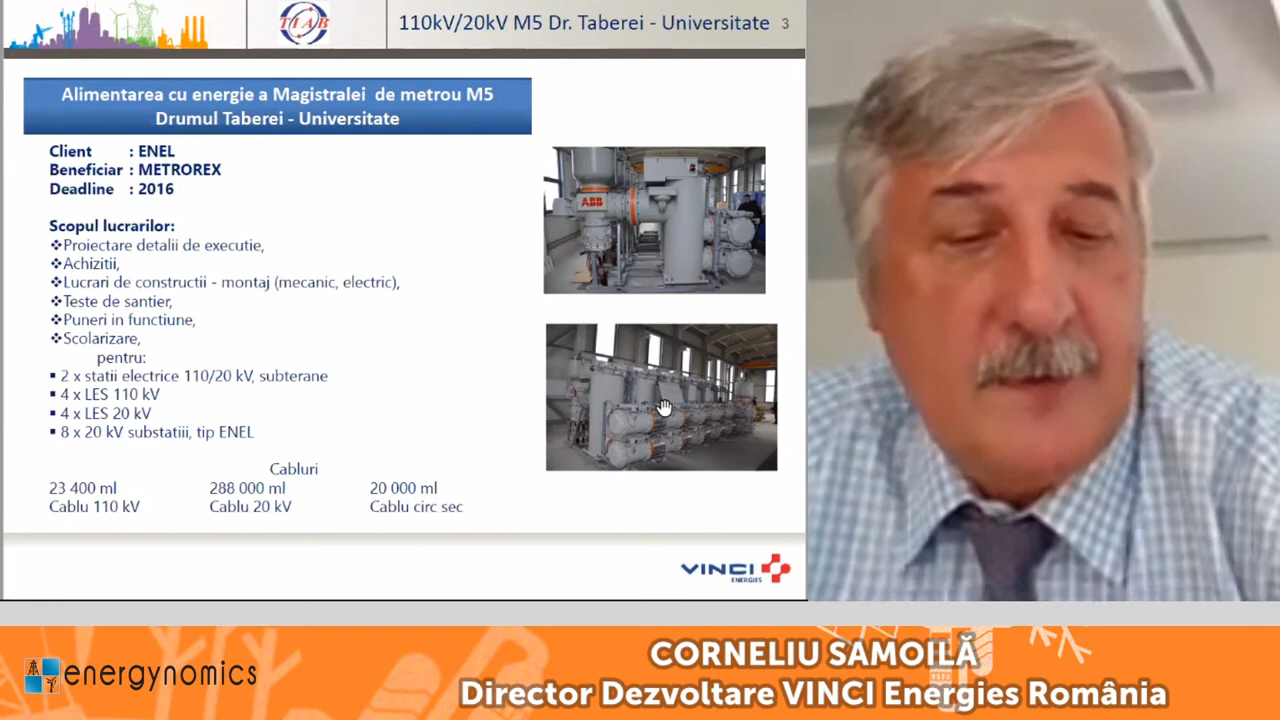 TIAB
110kV/20kV M5 Dr. Taberei - Universitate 3
Alimentarea cu energie a Magistralei de metrou M5
Drumul Taberei - Universitate
Client : ENEL
Beneficiar : METROREX
Deadline : 2016
Scopul lucrarilor:
❖Proiectare detalii de executie,
❖Achizitii,
❖Lucrari de constructii - montaj (mecanic, electric),
❖Teste de santier,
❖Puneri in functiune,
❖Scolarizare,
pentru:
▪ 2 x statii electrice 110/20 kV, subterane
▪ 4 x LES 110 kV
▪ 4 x LES 20 kV
▪ 8 x 20 kV substatiii, tip ENEL
Cabluri
23 400 ml 288 000 ml 20 000 ml
Cablu 110 kV Cablu 20 kV Cablu circ sec
ABB
VINCI
ENERGIES
energynomics
CORNELIU SAMOILĂ
Director Dezvoltare VINCI Energies România